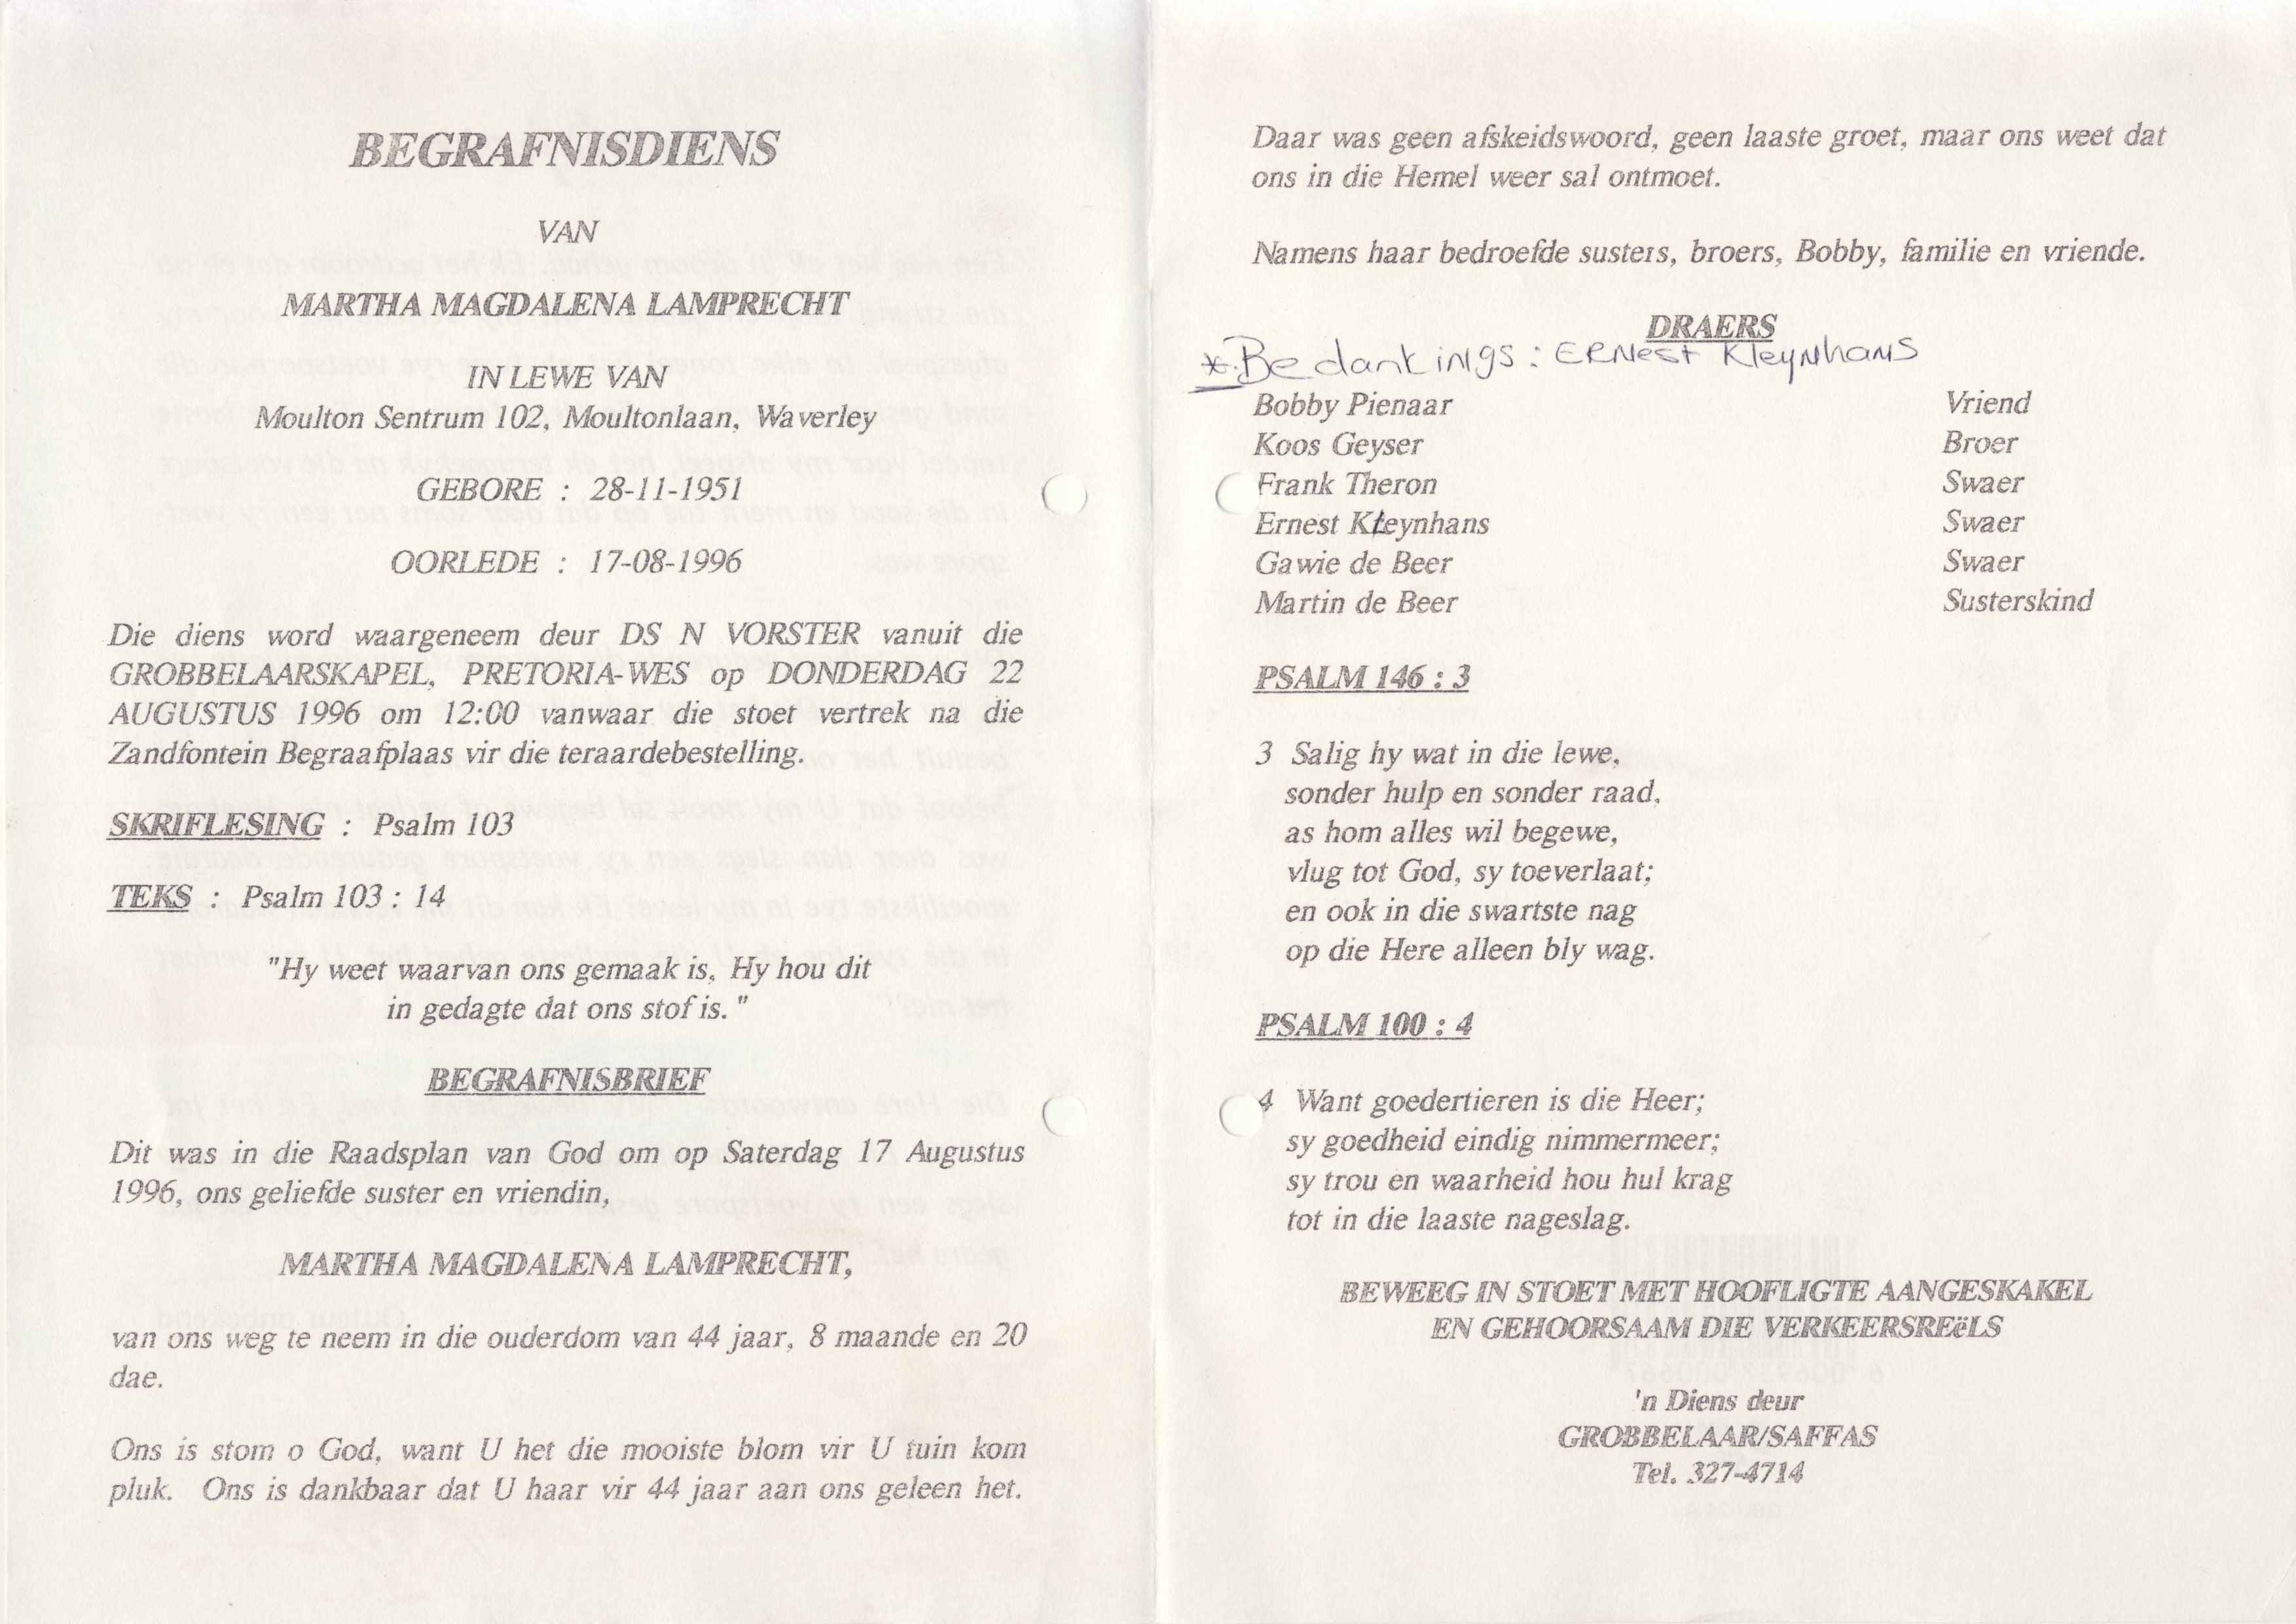 BEGRAFNISDIENS
VAN
MARTHA MAGDALENA LAMPRECHT
IN LEWE VAN
Moulton Sentrum 102, Moultonlaan, Waverley
GEBORE : 28-11-1951
OORLEDE : 17-08-1996
Die diens word waargeneem deur DS N VORSTER vanuit die
GROBBELAARSKAPEL, PRETORIA-WES op DONDERDAG 22
AUGUSTUS 1996 om 12:00 vanwaar die stoet vertrek na die
Zandfontein Begraafplaas vir die teraardebestelling.
SKRIFLESING : Psalm 103
TEKS : Psalm 103 : 14
"Hy weet waarvan ons gemaak is, Hy hou dit
in gedagte dat ons stof is. "
BEGRAFNISBRIEF
Dit was in die Raadsplan van God om op Saterdag 17 Augustus
1996, ons geliefde suster en vriendin,
MARTHA MAGDALENA LAMPRECHT,
van ons weg te neem in die ouderdom van 44 jaar, 8 maande en 20
dae.
Ons is stom o God, want U het die mooiste blom vir U tuin kom
pluk. Ons is dankbaar dat U haar vir 44 jaar aan ons geleen het.
Daar was geen afskeidswoord, geen laaste groet, maar ons weet dat
ons in die Hemel weer sal ontmoet.
Namens haar bedroefde susters, broers, Bobby, familie en vriende.
DRAERS
* Bedankings : ERNest Kleynhans
Bobby Pienaar Vriend
Koos Geyser Broer
Frank Theron Swaer
Ernest Kleynhans Swaer
Gawie de Beer Swaer
Martin de Beer Susterskind
PSALM 146 : 3
3 Salig hy wat in die lewe,
sonder hulp en sonder raad,
as hom alles wil begewe,
vlug tot God, sy toeverlaat;
en ook in die swartste nag
op die Here alleen bly wag.
PSALM 100 : 4
4 Want goedertieren is die Heer;
sy goedheid eindig nimmermeer;
sy trou en waarheid hou hul krag
tot in die laaste nageslag.
BEWEEG IN STOET MET HOOFLIGTE AANGESKAKEL
EN GEHOORSAAM DIE VERKEERSREëLS
'n Diens deur
GROBBELAAR/SAFFAS
Tel. 327-4714